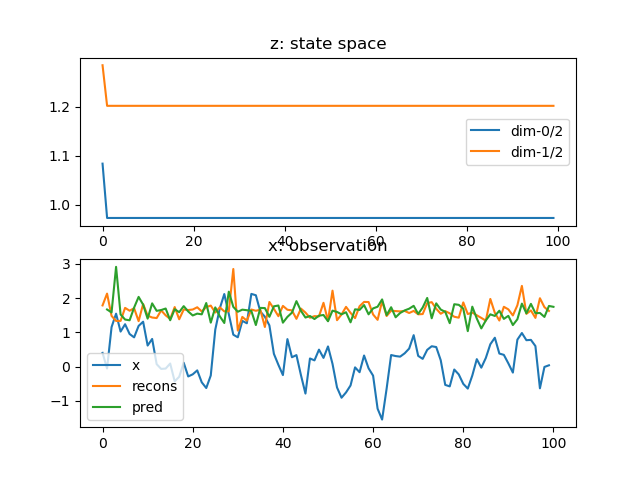 z: state space
1.2
1.1
1.0
dim-0/2
dim-1/2
0 20 40 60 80 100
x: observation
3
2
1
0
−1
x
recons
pred
0 20 40 60 80 100